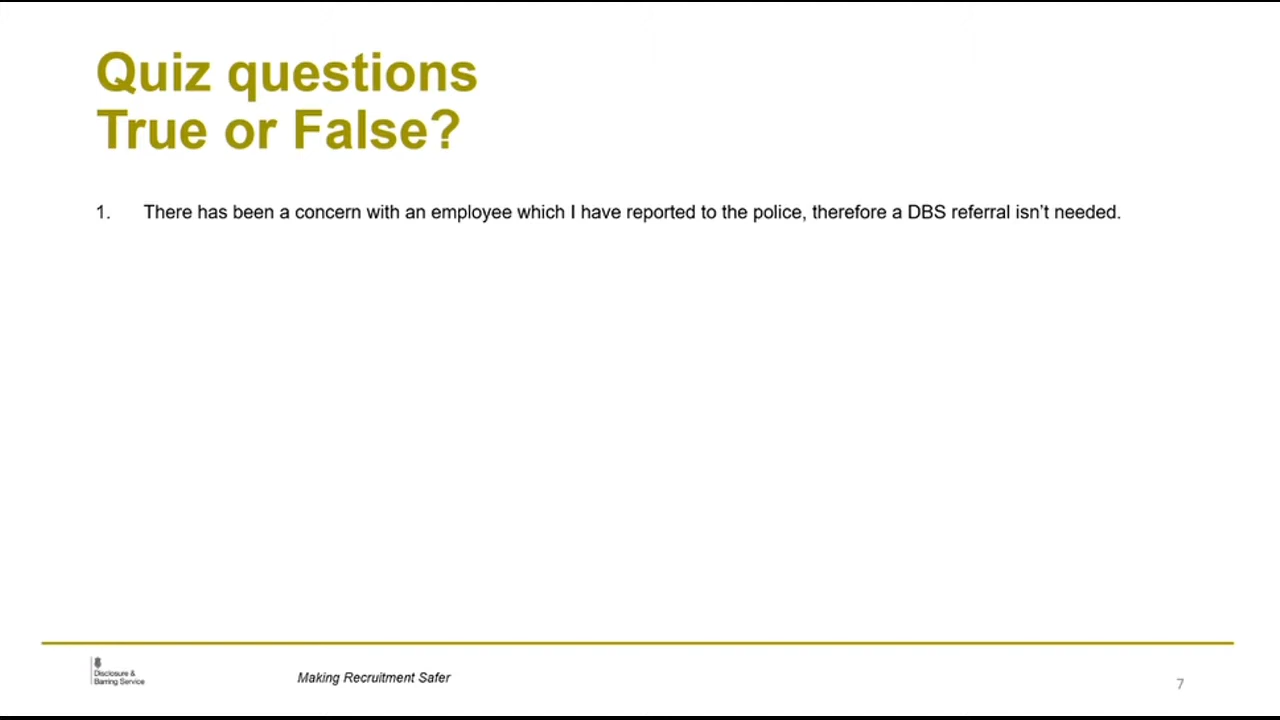 Quiz questions
True or False?
1. There has been a concern with an employee which I have reported to the police, therefore a DBS referral isn’t needed.
Disclosure &
Barring Service
Making Recruitment Safer
7